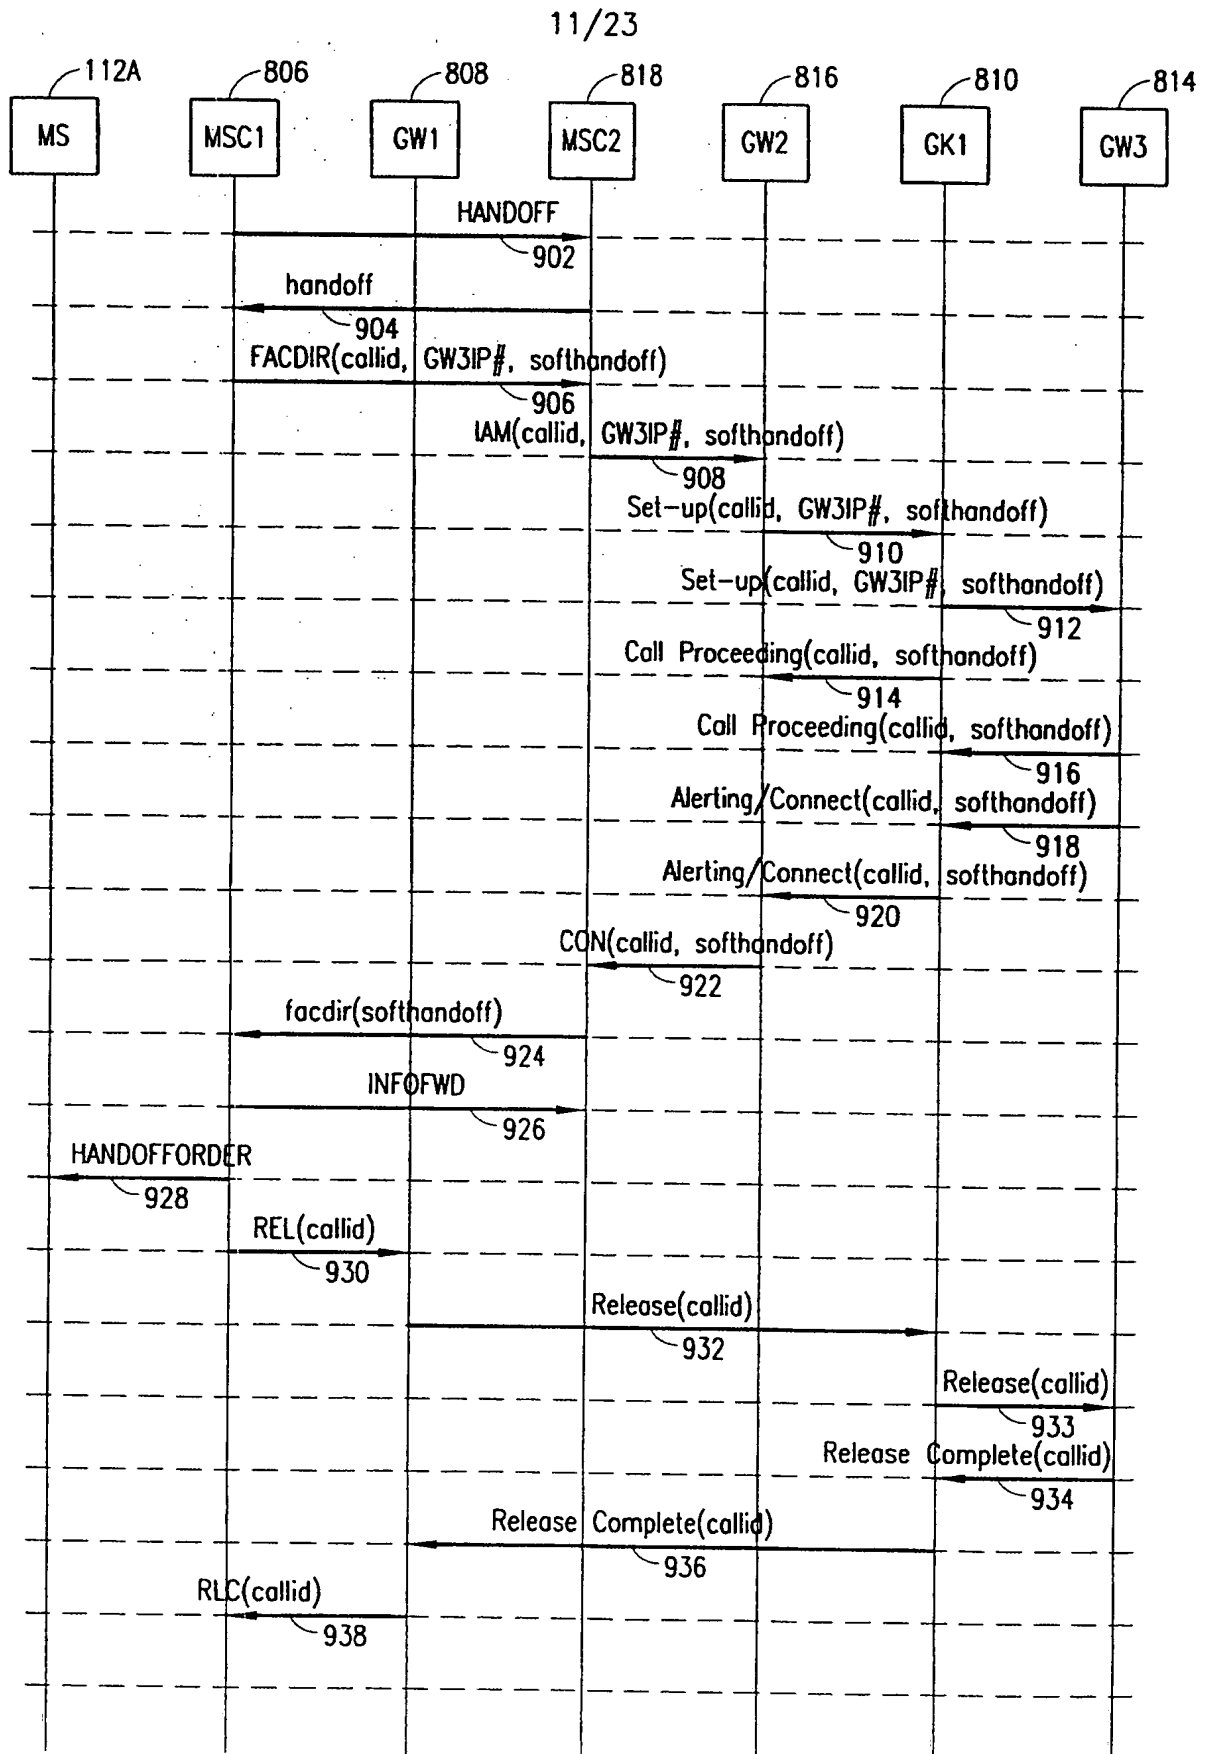 11/23
112A
806
808
818
816
810
814
MS
MSC1
GW1
MSC2
GW2
GK1
GW3
HANDOFF
902
handoff
904
FACDIR(callid, GW3IP#, softhandoff)
906
IAM(callid, GW3IP#, softhandoff)
908
Set-up(callid, GW3IP#, softhandoff)
910
Set-up(callid, GW3IP#, softhandoff)
912
Call Proceeding(callid, softhandoff)
914
Call Proceeding(callid, softhandoff)
916
Alerting/Connect(callid, softhandoff)
918
Alerting/Connect(callid, softhandoff)
920
CON(callid, softhandoff)
922
facdir(softhandoff)
924
INFOFWD
926
HANDOFFORDER
928
REL(callid)
930
Release(callid)
932
Release(callid)
933
Release Complete(callid)
934
Release Complete(callid)
936
RLC(callid)
938